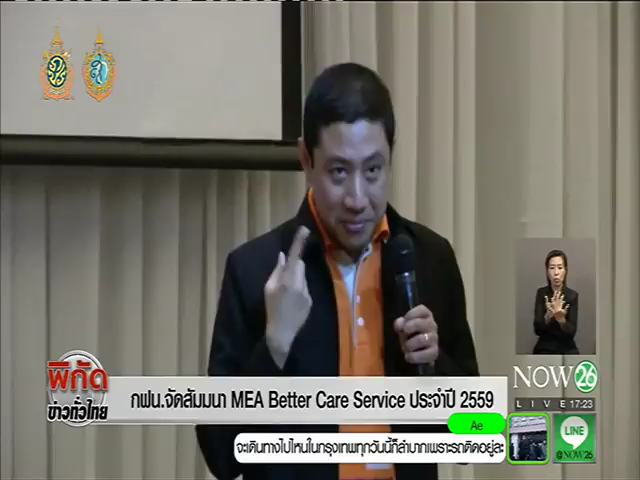 พิกัด
ข่าวทั่วไทย
กฟน.จัดสัมมนา MEA Better Care Service ประจำปี 2559
NOW26
LIVE 17:23
Ae
จะเดินทางไปไหนในกรุงเทพทุกวันนี้ก็ลำบากเพราะรถติดอยู่ละ
LINE
@NOW26